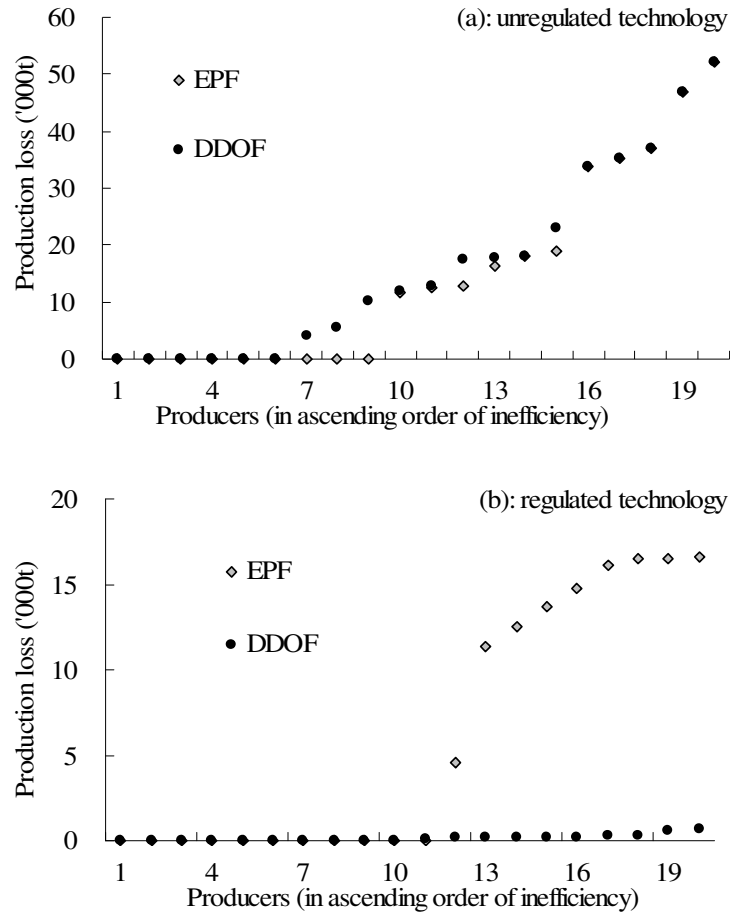 (a): unregulated technology
60
50
40
30
20
10
0
Production loss ('000t)
EPF
DDOF
1 4 7 10 13 16 19
Producers (in ascending order of inefficiency)
(b): regulated technology
20
15
10
5
0
Production loss ('000t)
EPF
DDOF
1 4 7 10 13 16 19
Producers (in ascending order of inefficiency)